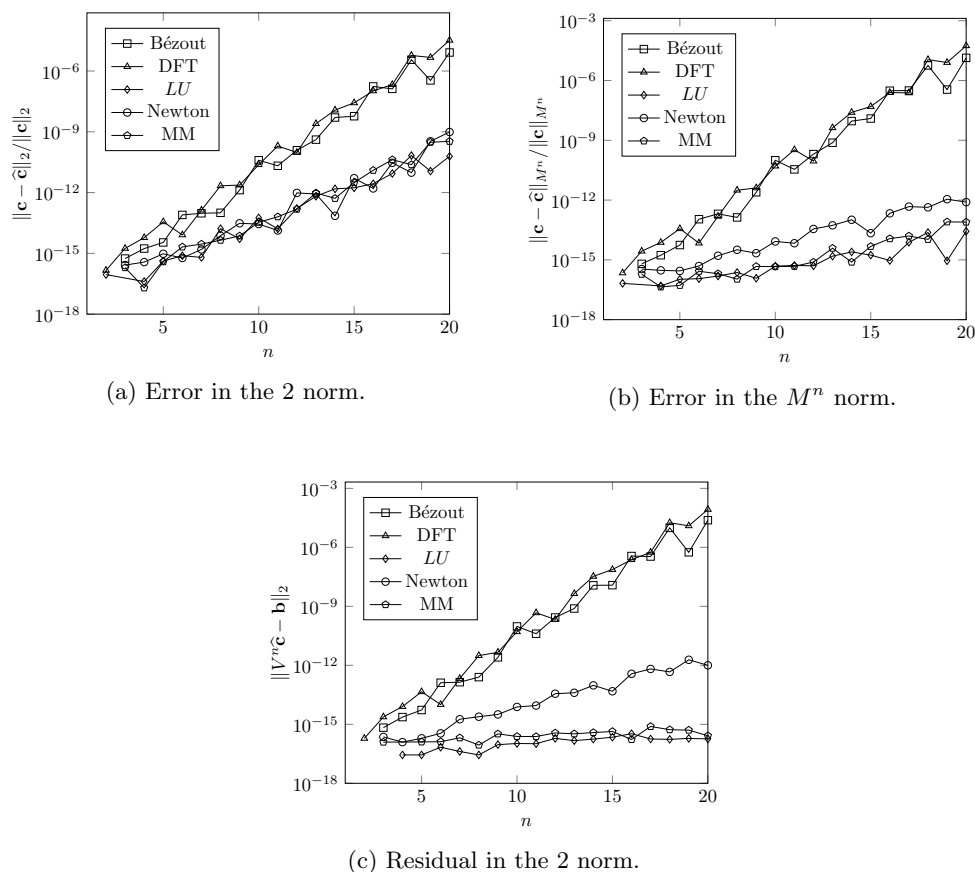 10⁻⁶
10⁻⁹
10⁻¹²
10⁻¹⁵
10⁻¹⁸
‖c − ĉ‖₂/‖c‖₂
Bézout
DFT
LU
Newton
MM
5 10 15 20
n
(a) Error in the 2 norm.
10⁻³
10⁻⁶
10⁻⁹
10⁻¹²
10⁻¹⁵
10⁻¹⁸
‖c − ĉ‖_{Mⁿ}/‖c‖_{Mⁿ}
Bézout
DFT
LU
Newton
MM
5 10 15 20
n
(b) Error in the Mⁿ norm.
10⁻³
10⁻⁶
10⁻⁹
10⁻¹²
10⁻¹⁵
10⁻¹⁸
‖Vⁿĉ − b‖₂
Bézout
DFT
LU
Newton
MM
5 10 15 20
n
(c) Residual in the 2 norm.